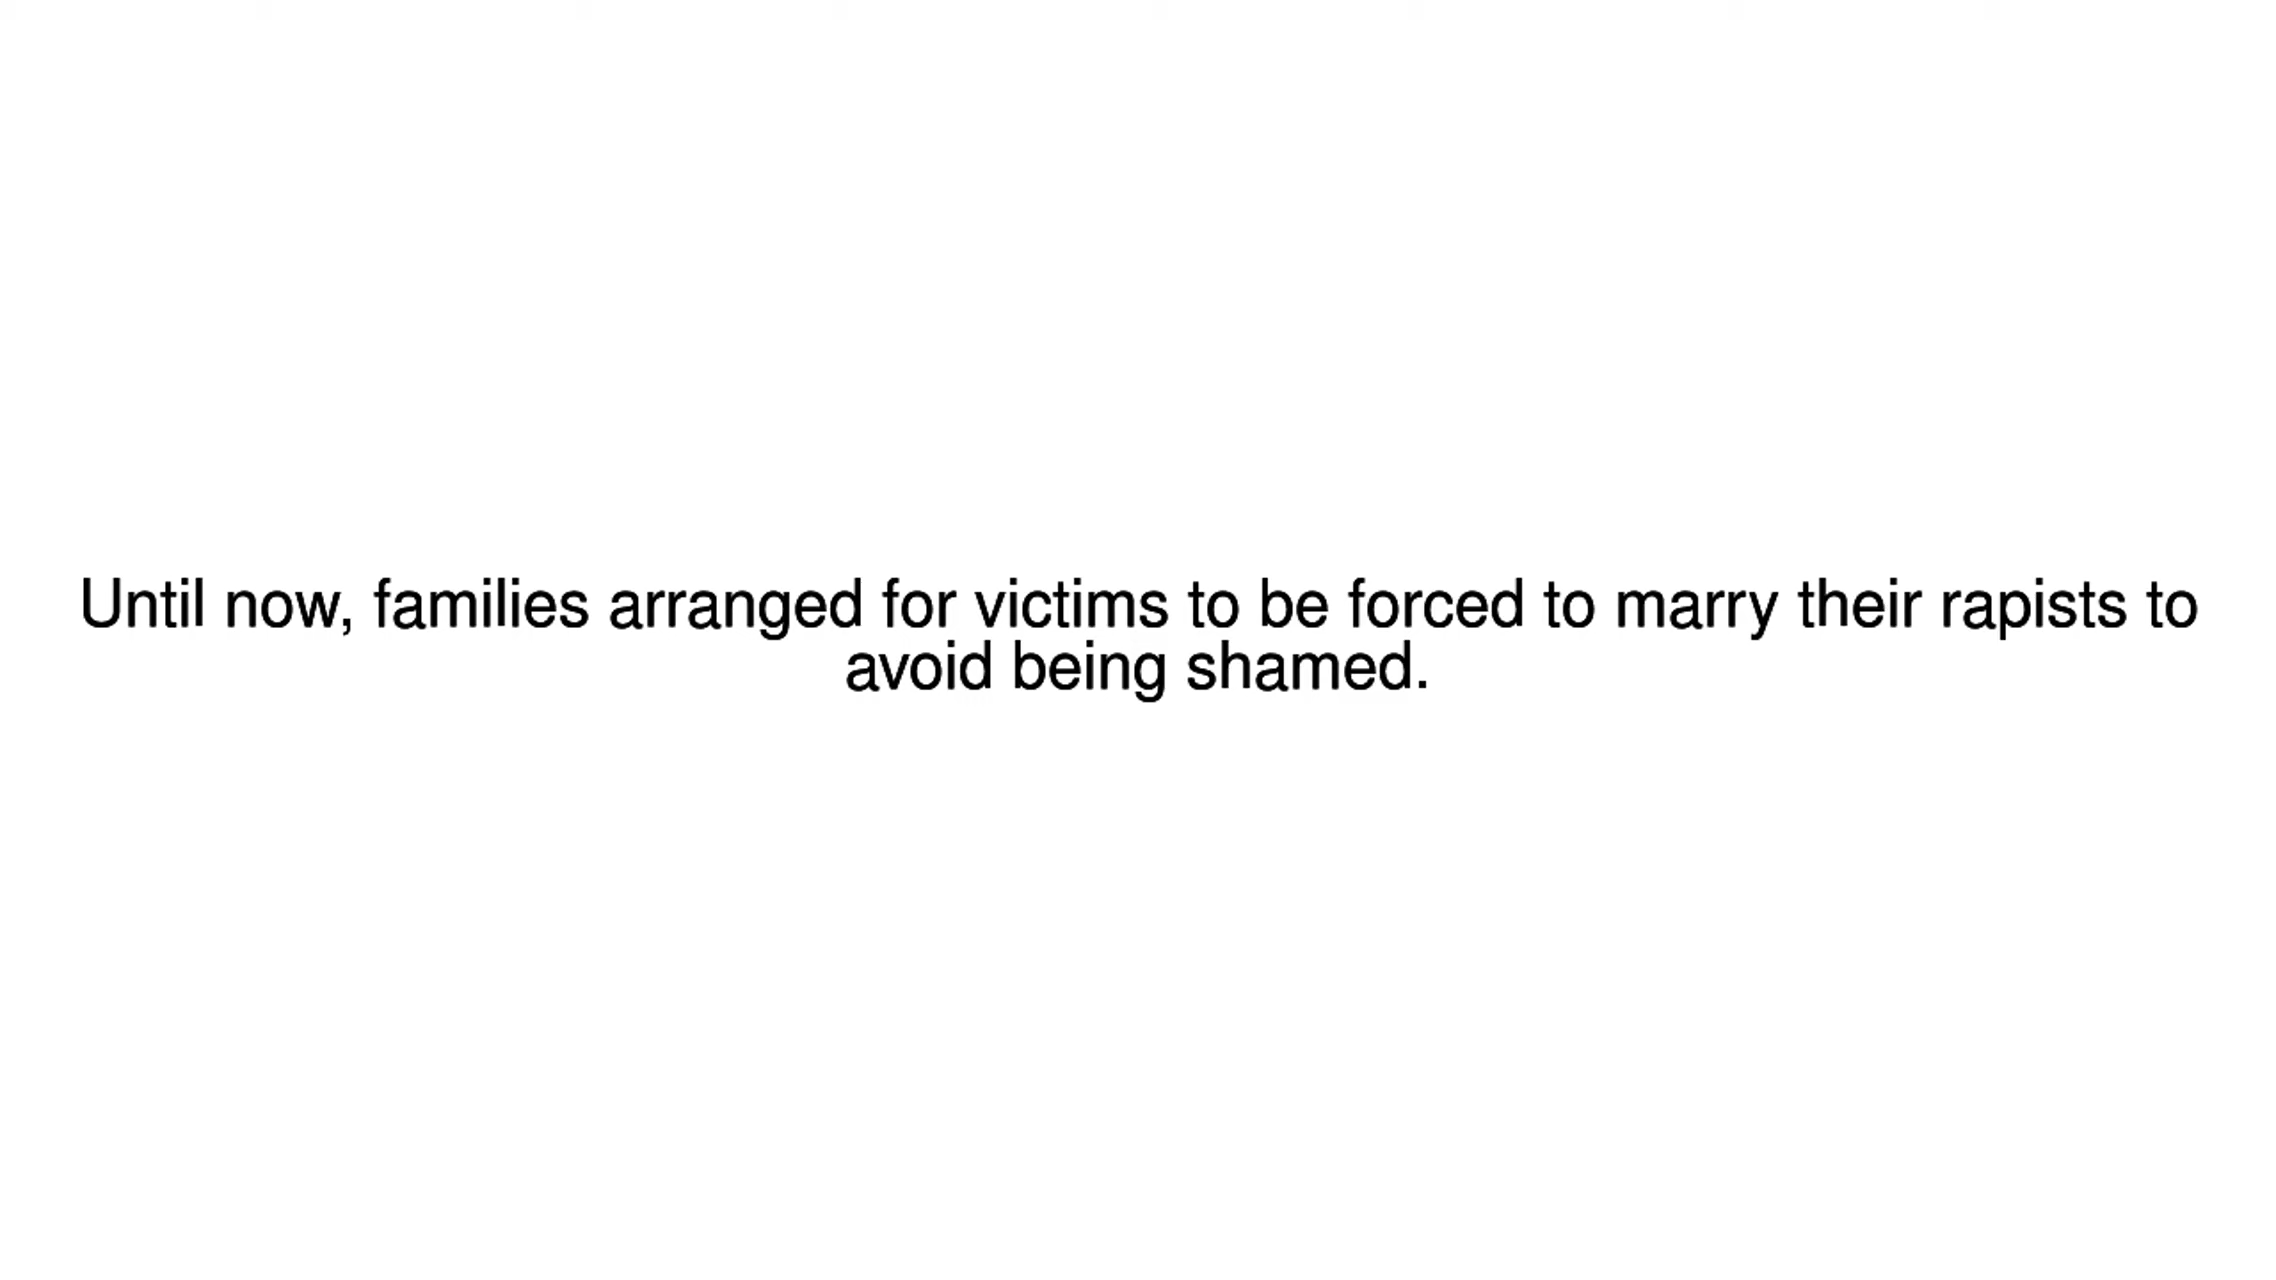 Until now, families arranged for victims to be forced to marry their rapists to
avoid being shamed.